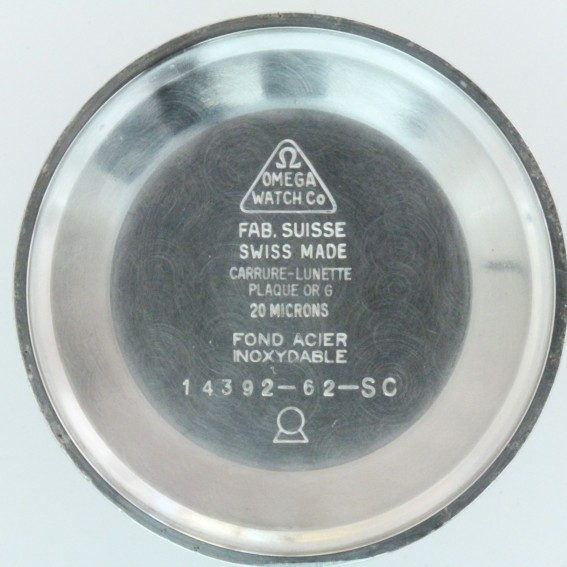 Ω
OMEGA
WATCH Co
FAB. SUISSE
SWISS MADE
CARRURE-LUNETTE
PLAQUE OR G
20 MICRONS
FOND ACIER
INOXYDABLE
14392-62-SC